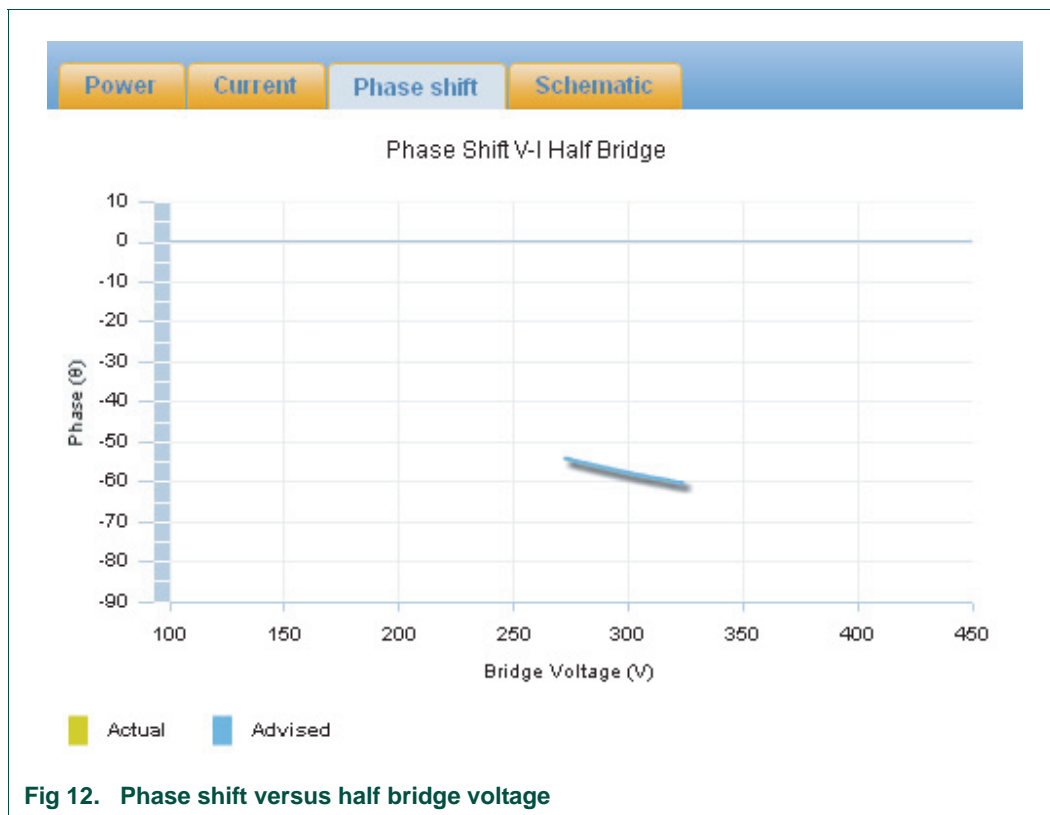 Power Current Phase shift Schematic
Phase Shift V-I Half Bridge
10
0
-10
-20
-30
-40
-50
-60
-70
-80
-90
Phase (θ)
100 150 200 250 300 350 400 450
Bridge Voltage (V)
Actual Advised
Fig 12. Phase shift versus half bridge voltage